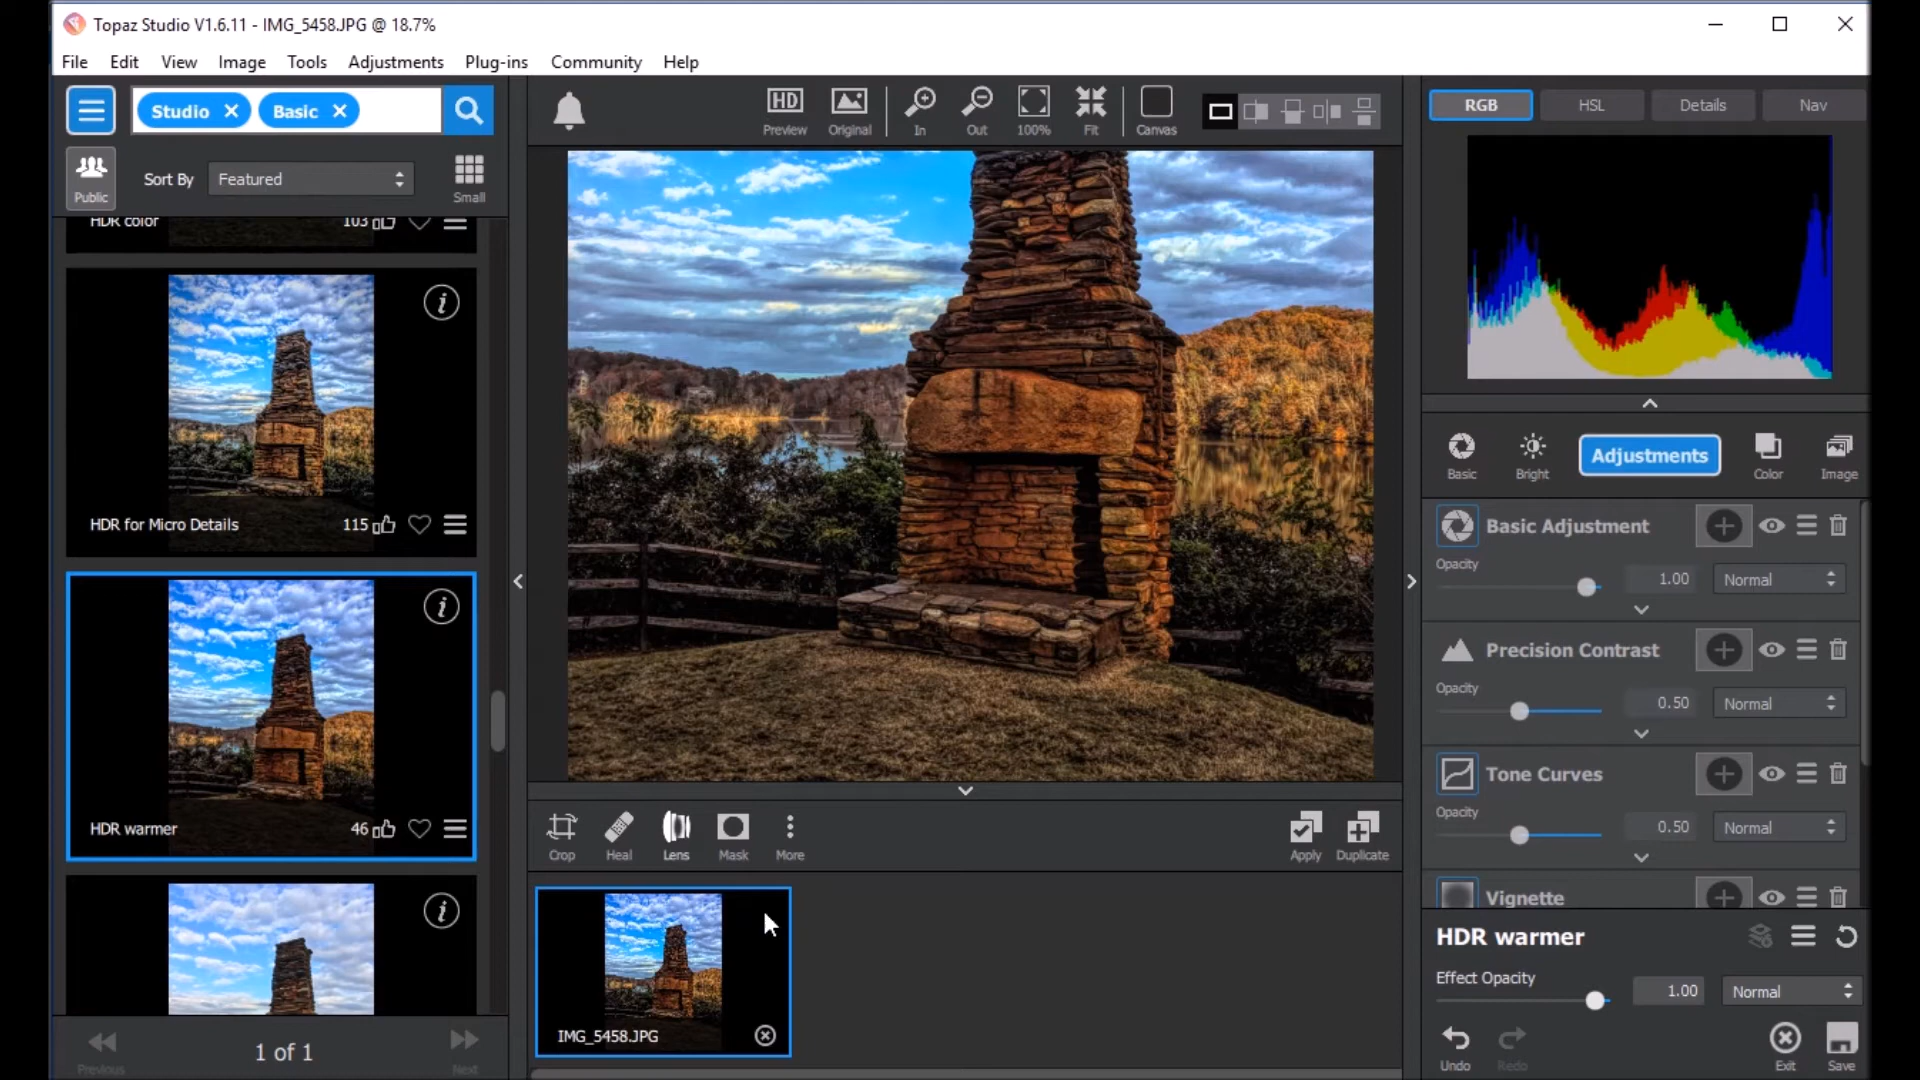 Topaz Studio V1.6.11 - IMG_5458.JPG @ 18.7%
File Edit View Image Tools Adjustments Plug-ins Community Help
Studio Basic
Public Sort By Featured Small
HDR color 103
HDR for Micro Details 115
HDR warmer 46
Previous 1 of 1 Next
HD Preview Original In Out 100% Fit Canvas
Crop Heal Lens Mask More Apply Duplicate
IMG_5458.JPG
RGB HSL Details Nav
Basic Bright Adjustments Color Image
Basic Adjustment
Opacity 1.00 Normal
Precision Contrast
Opacity 0.50 Normal
Tone Curves
Opacity 0.50 Normal
Vignette
HDR warmer
Effect Opacity 1.00 Normal
Undo Redo Exit Save